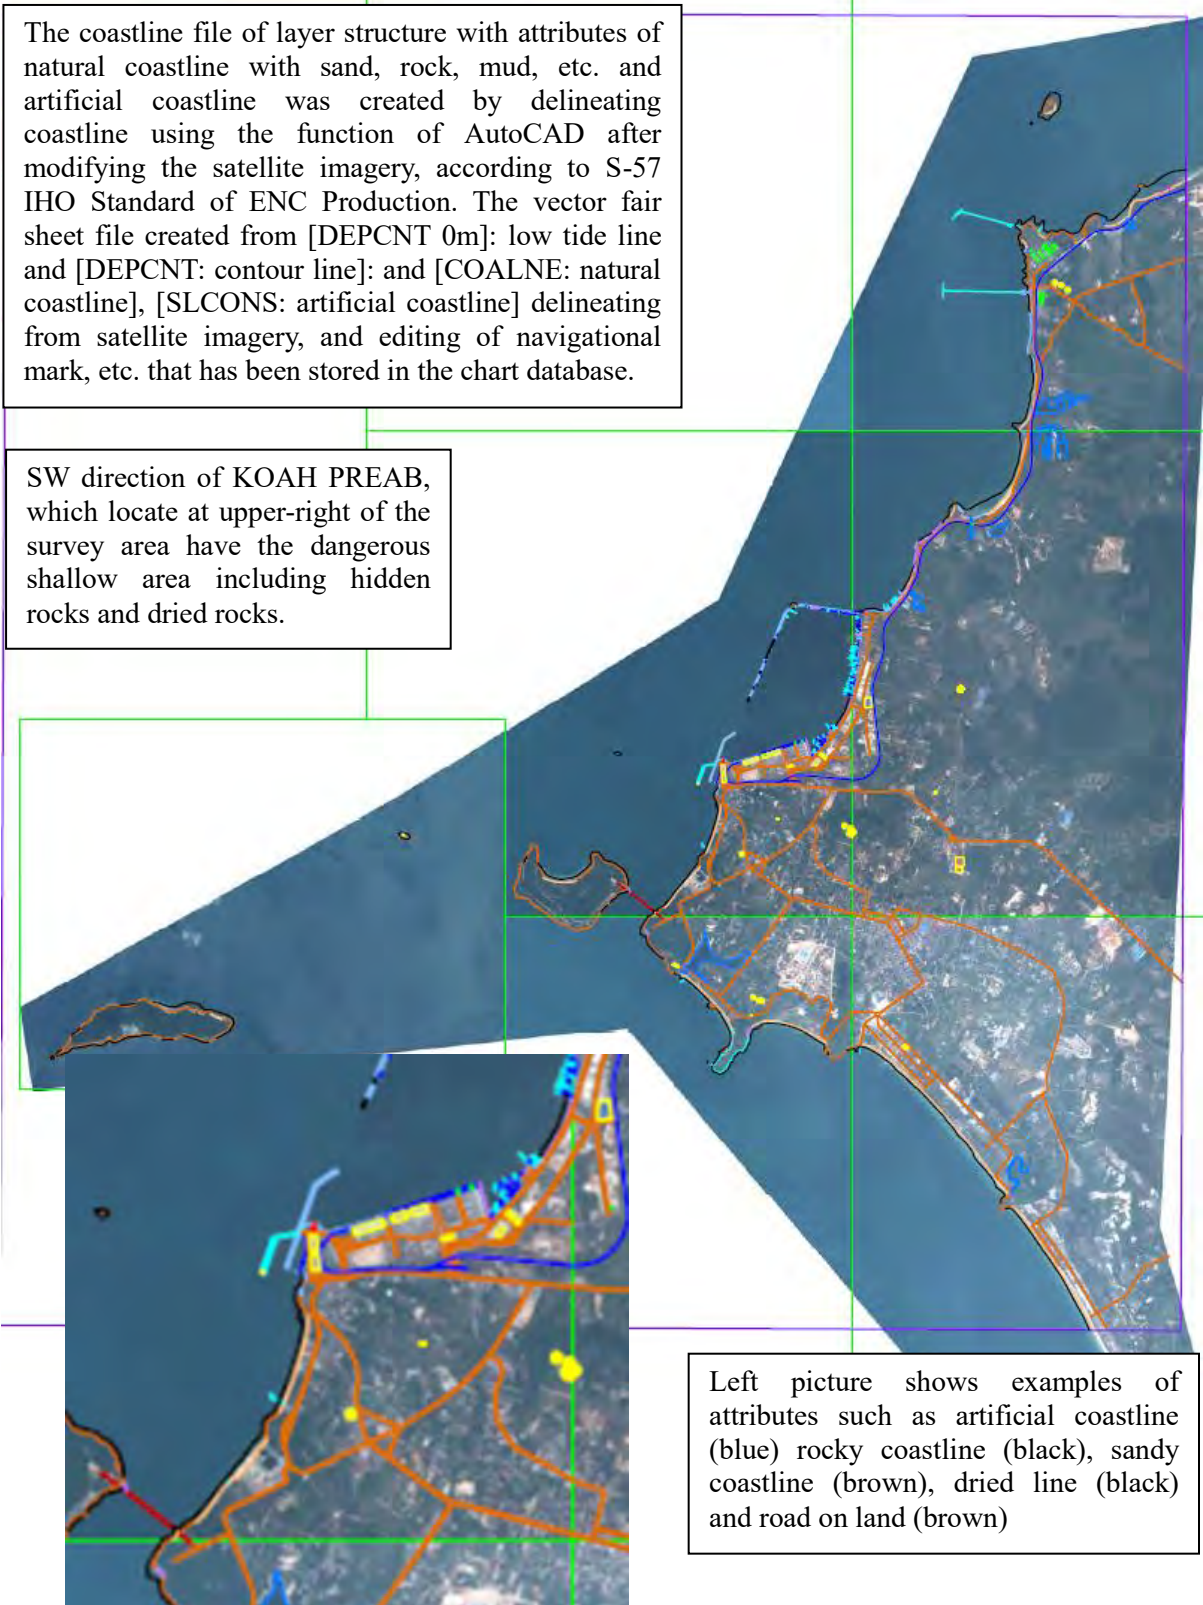 The coastline file of layer structure with attributes of
natural coastline with sand, rock, mud, etc. and
artificial coastline was created by delineating
coastline using the function of AutoCAD after
modifying the satellite imagery, according to S-57
IHO Standard of ENC Production. The vector fair
sheet file created from [DEPCNT 0m]: low tide line
and [DEPCNT: contour line]: and [COALNE: natural
coastline], [SLCONS: artificial coastline] delineating
from satellite imagery, and editing of navigational
mark, etc. that has been stored in the chart database.
SW direction of KOAH PREAB,
which locate at upper-right of the
survey area have the dangerous
shallow area including hidden
rocks and dried rocks.
Left picture shows examples of
attributes such as artificial coastline
(blue) rocky coastline (black), sandy
coastline (brown), dried line (black)
and road on land (brown)